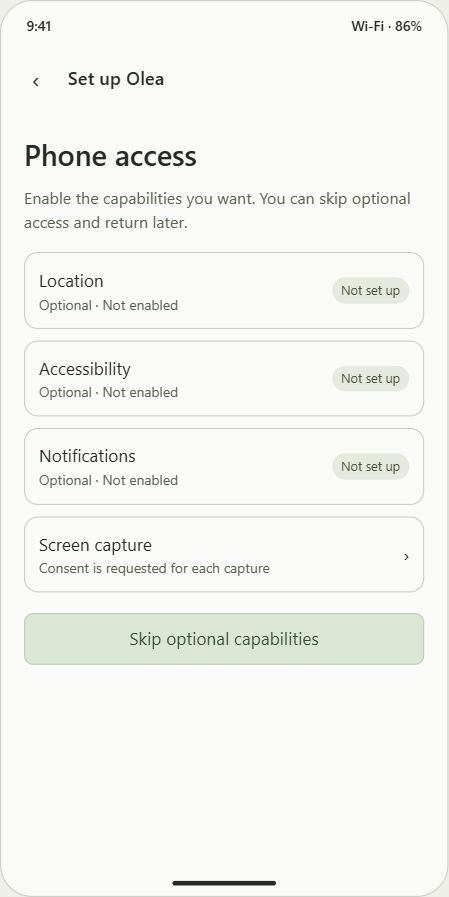 9:41
Wi-Fi · 86%
‹ Set up Olea
Phone access
Enable the capabilities you want. You can skip optional
access and return later.
Location
Optional · Not enabled
Not set up
Accessibility
Optional · Not enabled
Not set up
Notifications
Optional · Not enabled
Not set up
Screen capture
Consent is requested for each capture
›
Skip optional capabilities